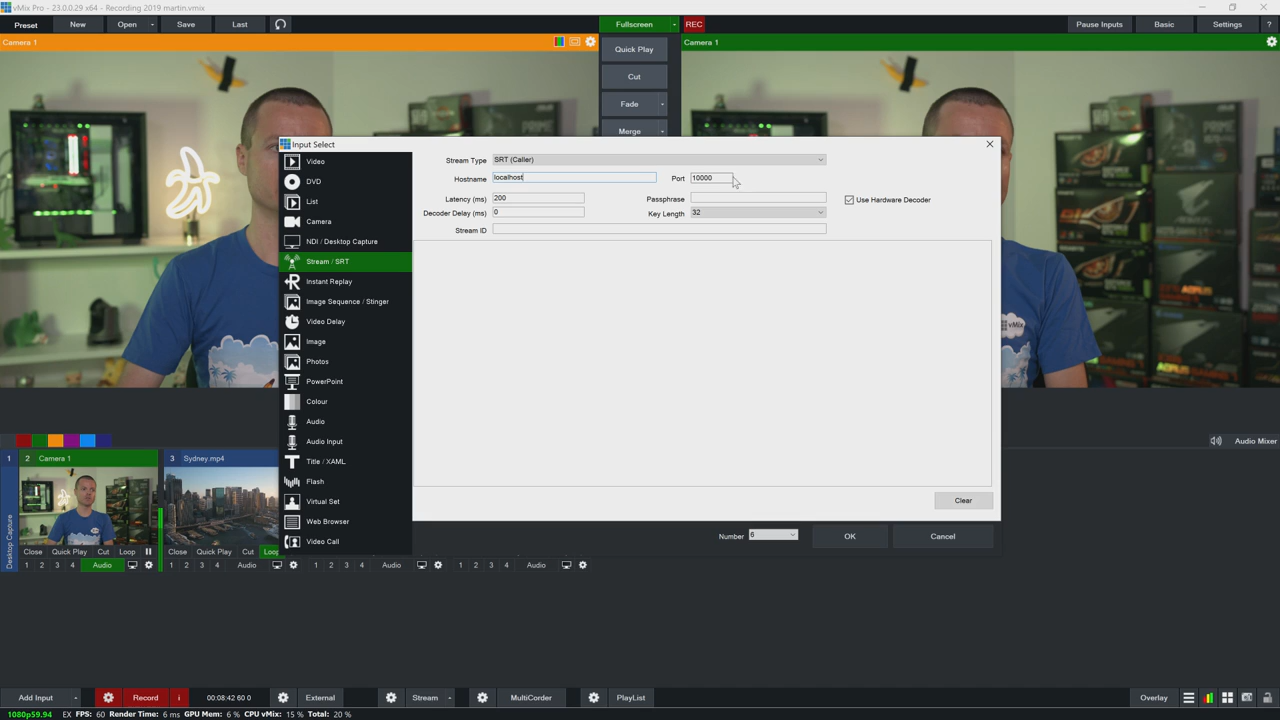 vMix Pro - 23.0.0.29 x64 - Recording 2019 martin.vmix
Preset New Open Save Last Fullscreen REC Pause Inputs Basic Settings ?
Camera 1 Quick Play Camera 1
Cut
Fade
Merge
Input Select
Video
DVD
List
Camera
NDI / Desktop Capture
Stream / SRT
Instant Replay
Image Sequence / Stinger
Video Delay
Image
Photos
PowerPoint
Colour
Audio
Audio Input
Title / XAML
Flash
Virtual Set
Web Browser
Video Call
Stream Type SRT (Caller)
Hostname localhost Port 10000
Latency (ms) 200 Passphrase Use Hardware Decoder
Decoder Delay (ms) 0 Key Length 32
Stream ID
Clear
Number 6 OK Cancel
vMix
Audio Mixer
1 2 Camera 1 3 Sydney.mp4
Desktop Capture
Close Quick Play Cut Loop Close Quick Play Cut Loop
1 2 3 4 Audio 1 2 3 4 Audio 1 2 3 4 Audio 1 2 3 4 Audio
Add Input Record i 00:08:42 60 0 External Stream MultiCorder PlayList Overlay
1080p59.94 EX FPS: 60 Render Time: 6 ms GPU Mem: 6 % CPU vMix: 15 % Total: 20 %